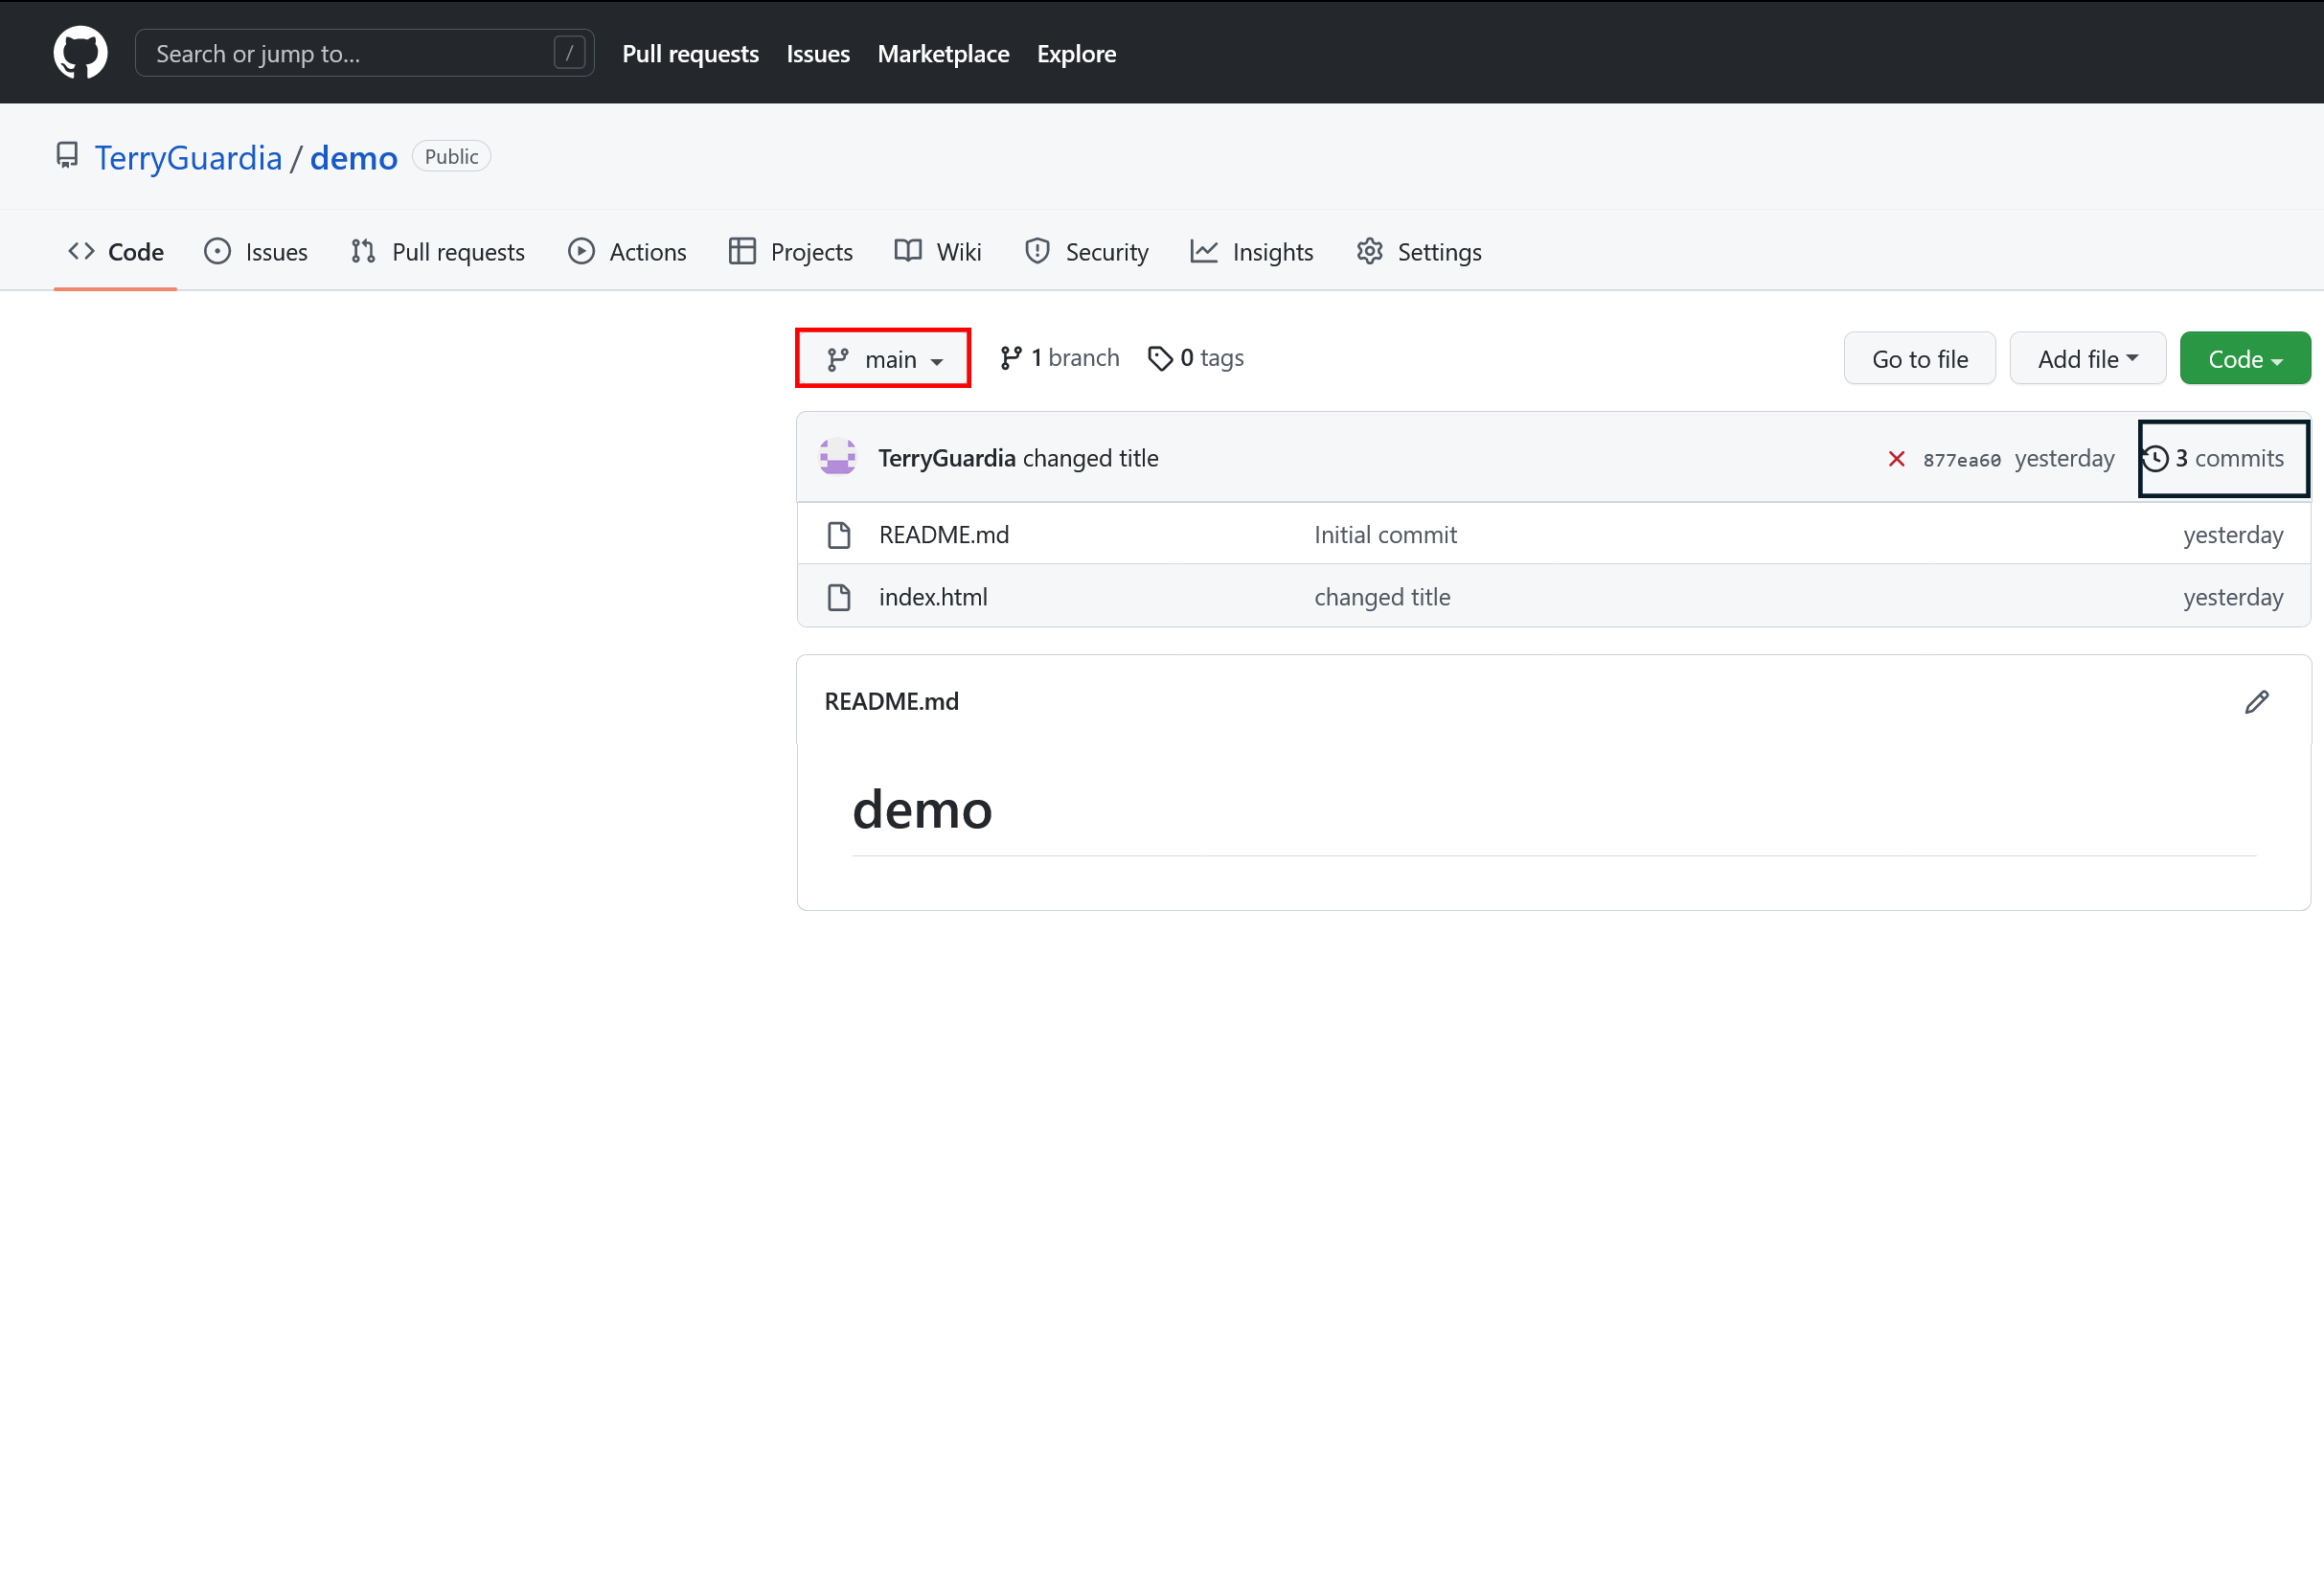 Search or jump to... / Pull requests Issues Marketplace Explore
TerryGuardia / demo Public
Code Issues Pull requests Actions Projects Wiki Security Insights Settings
main 1 branch 0 tags Go to file Add file Code
TerryGuardia changed title 877ea60 yesterday 3 commits
README.md Initial commit yesterday
index.html changed title yesterday
README.md
demo